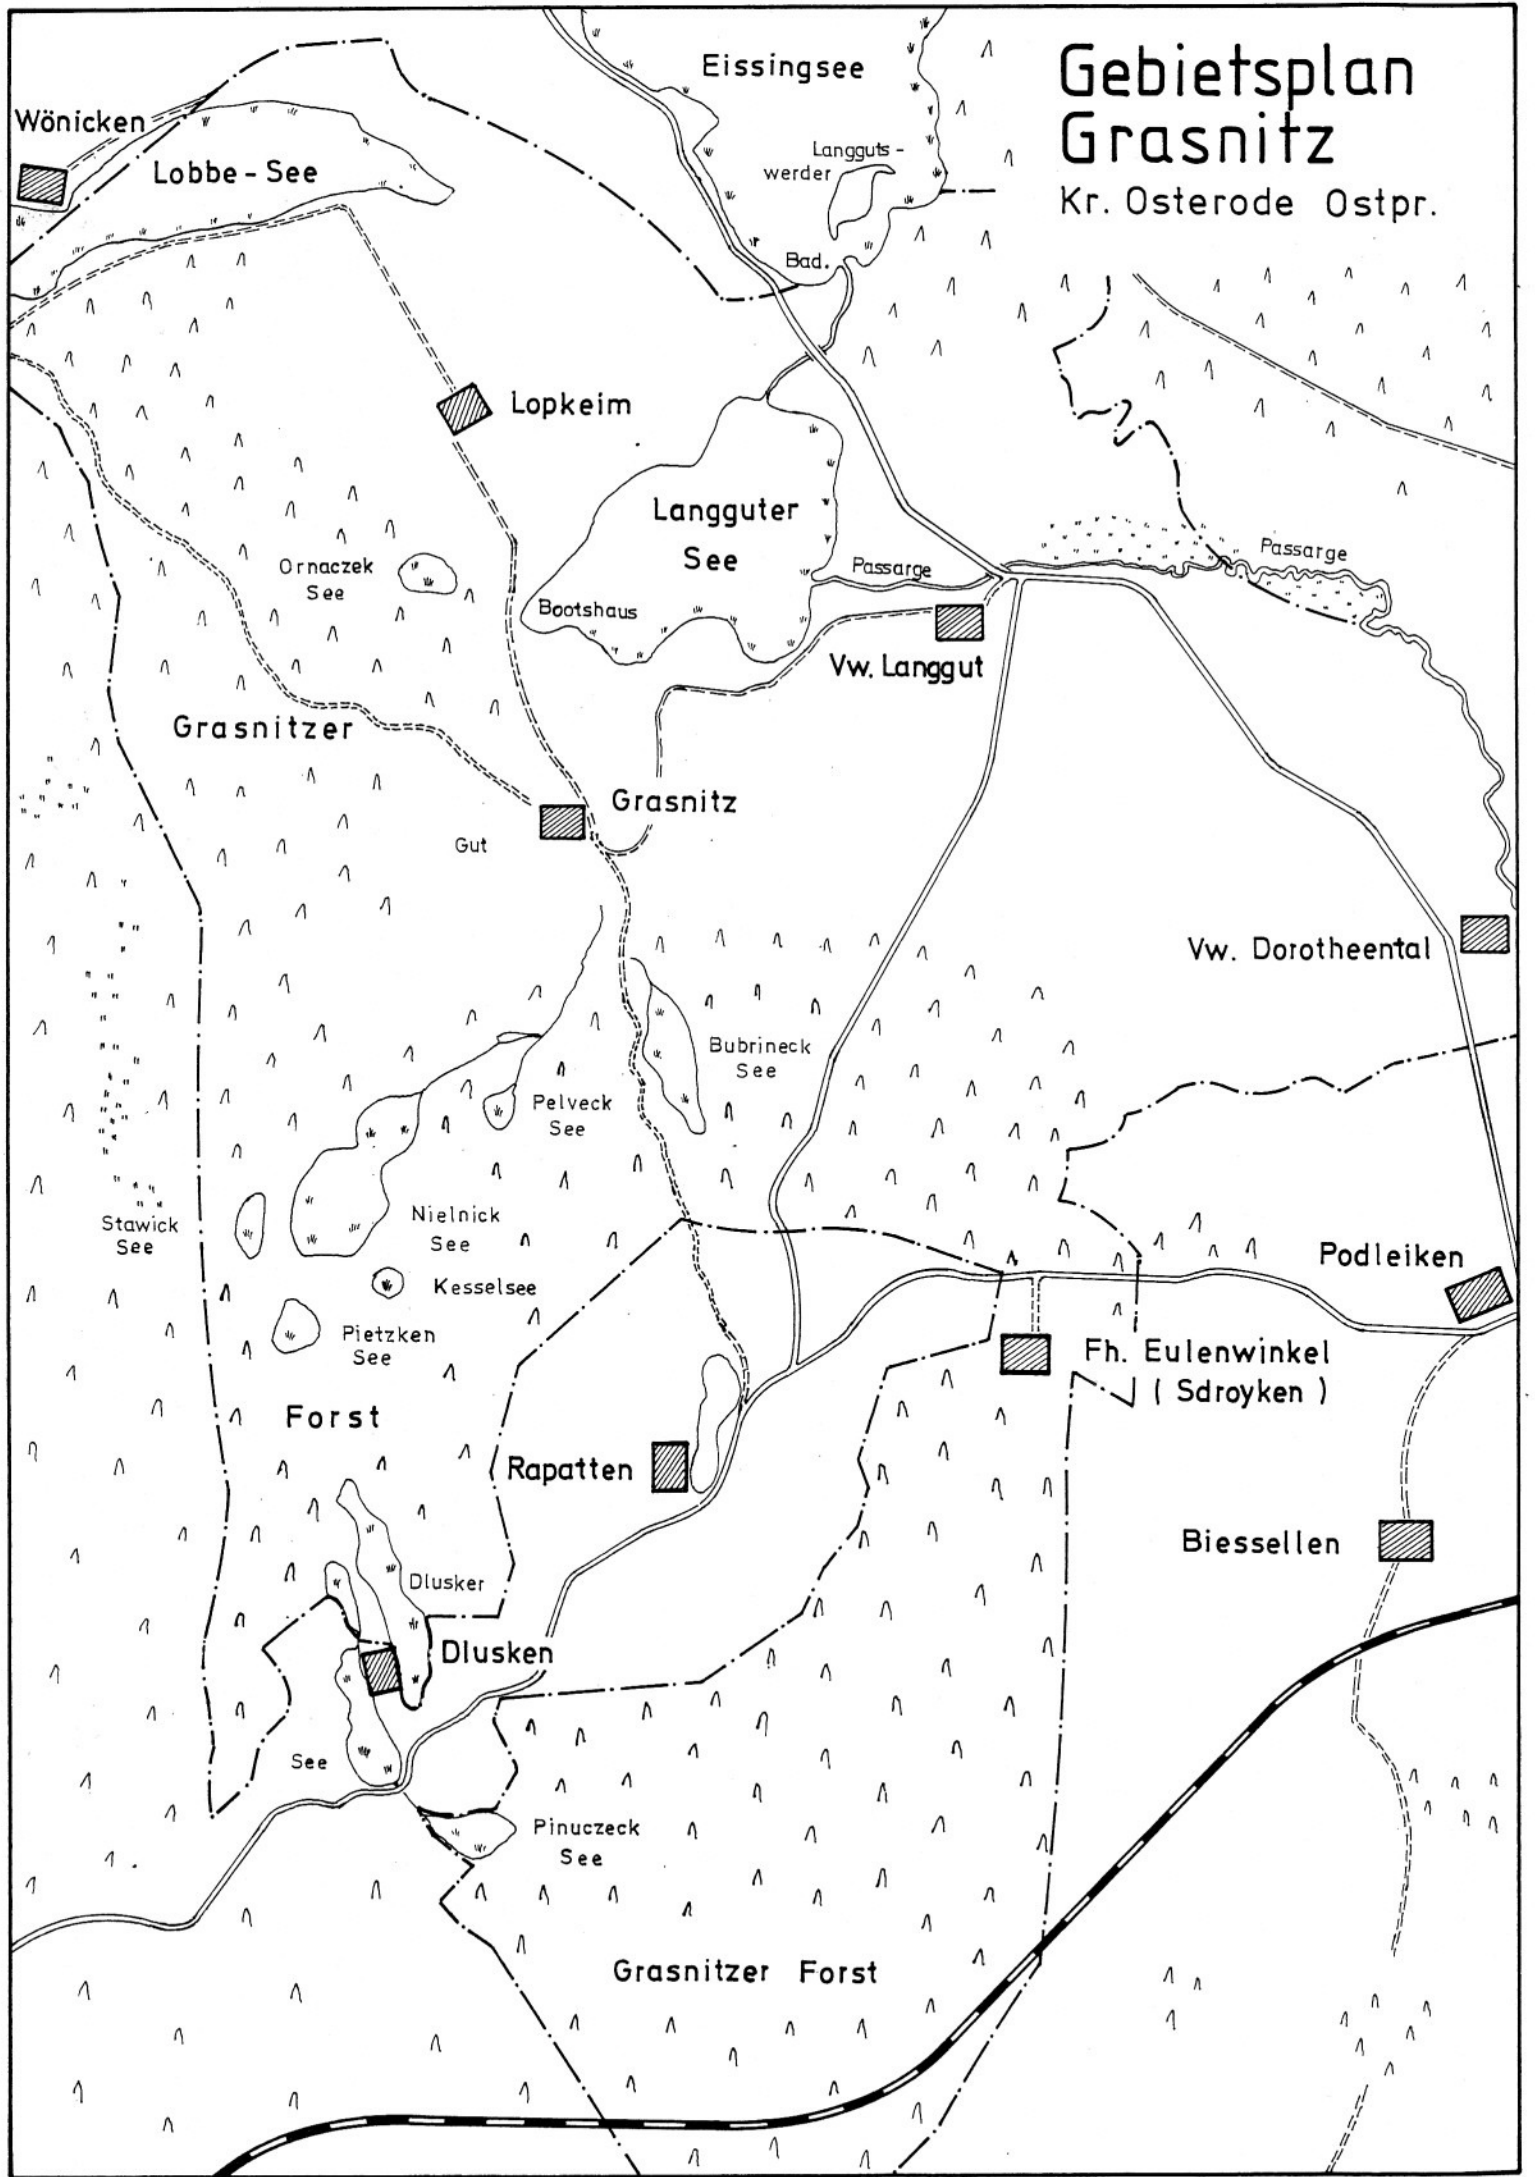 Gebietsplan
Grasnitz
Kr. Osterode Ostpr.
Eissingsee
Wönicken
Lobbe-See
Langguts-
werder
Bad.
Lopkeim
Langguter
See
Ornaczek
See
Passarge
Passarge
Bootshaus
Vw. Langgut
Grasnitzer
Grasnitz
Gut
Vw. Dorotheental
Bubrineck
See
Pelveck
See
Stawick
See
Nielnick
See
Kesselsee
Pietzken
See
Podleiken
Fh. Eulenwinkel
( Sdroyken )
Forst
Rapatten
Biessellen
Dlusker
Dlusken
See
Pinuczeck
See
Grasnitzer Forst